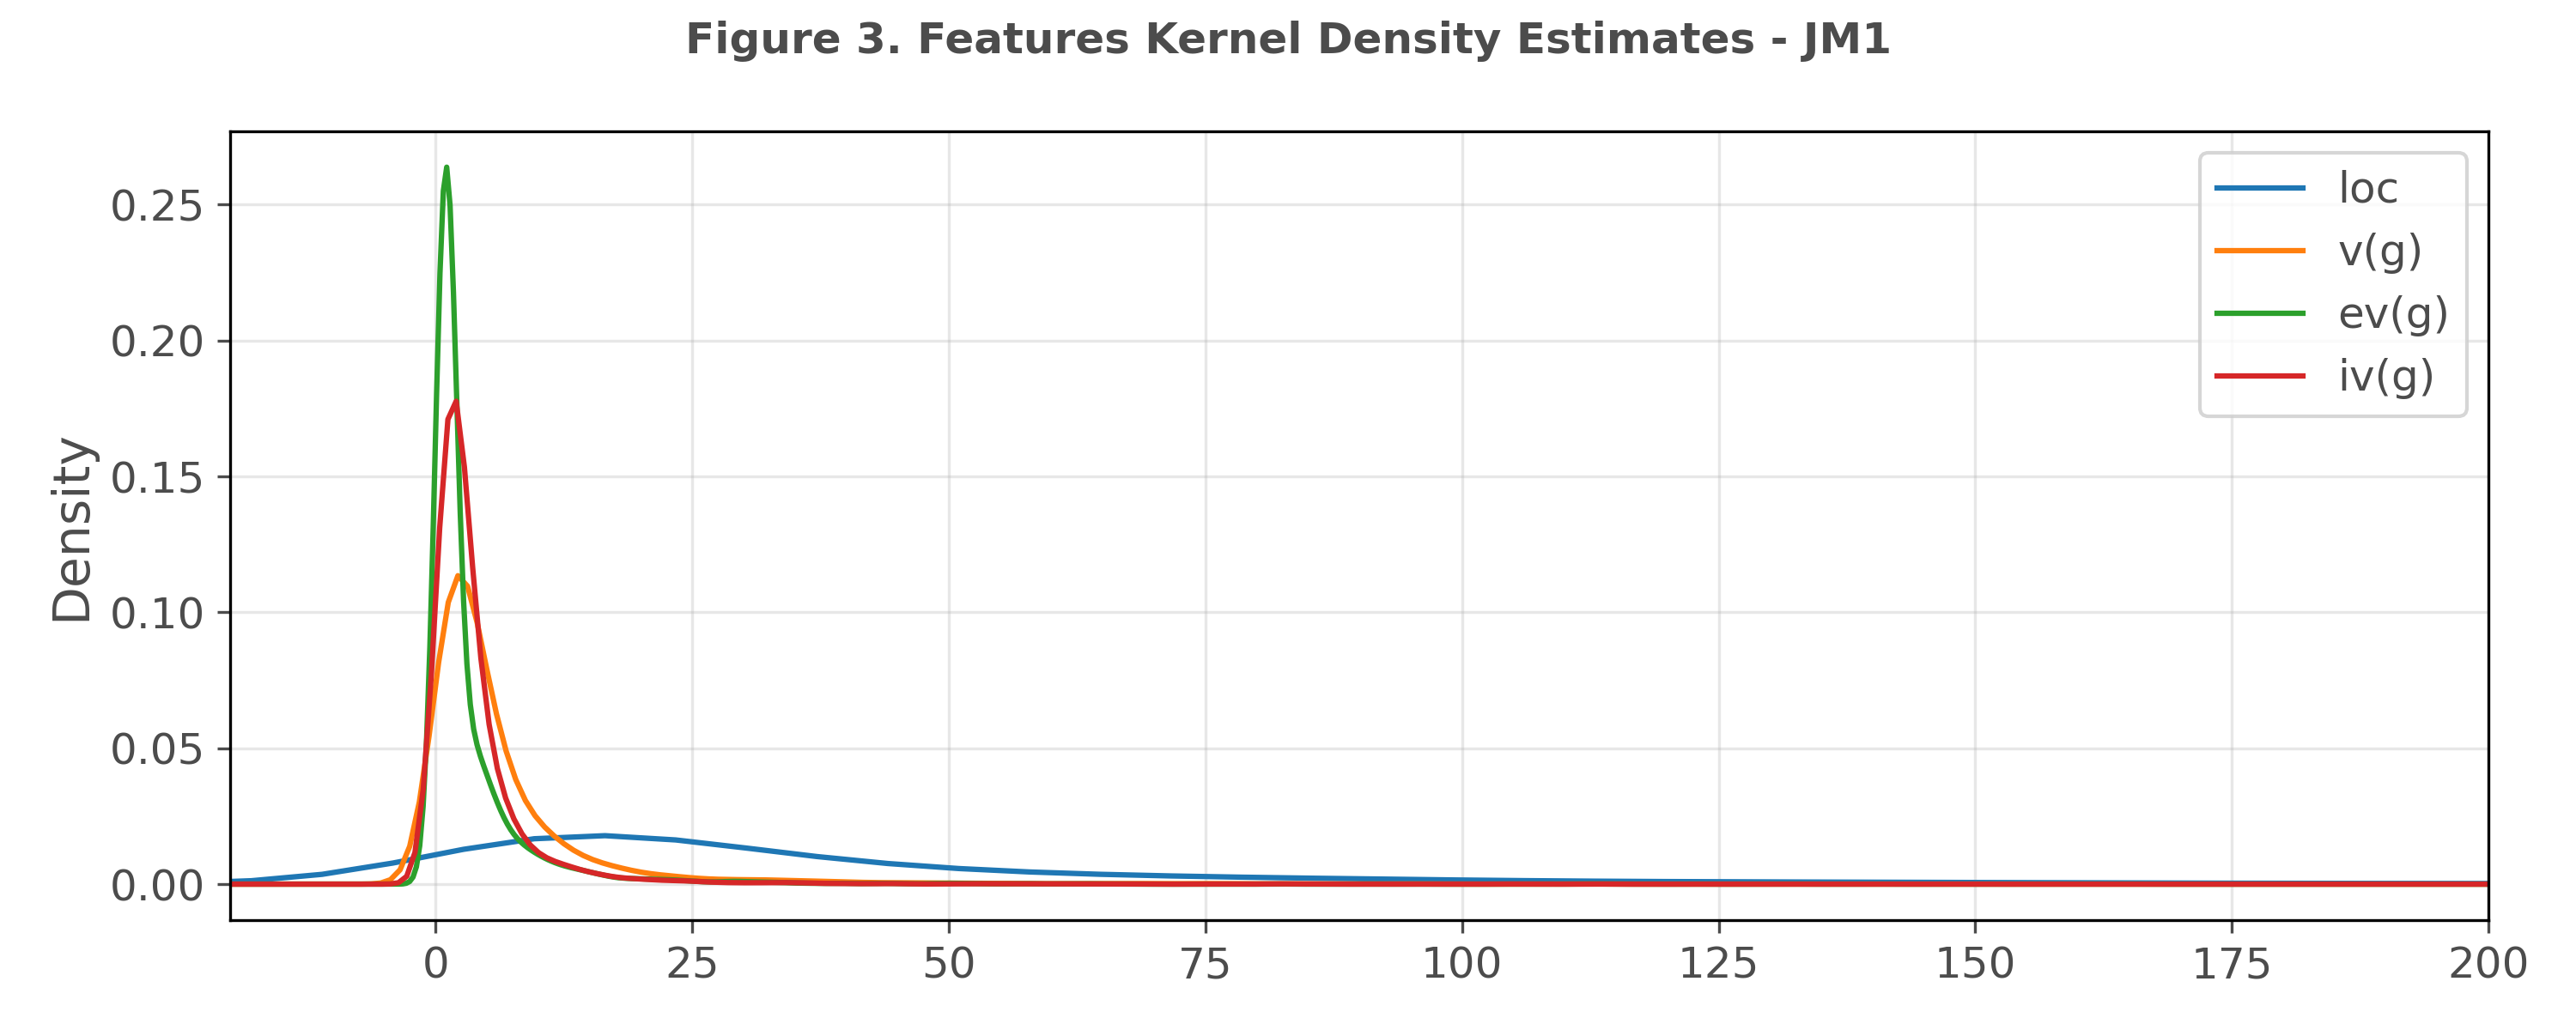 Figure 3. Features Kernel Density Estimates - JM1
Density
0.25
0.20
0.15
0.10
0.05
0.00
0 25 50 75 100 125 150 175 200
loc
v(g)
ev(g)
iv(g)